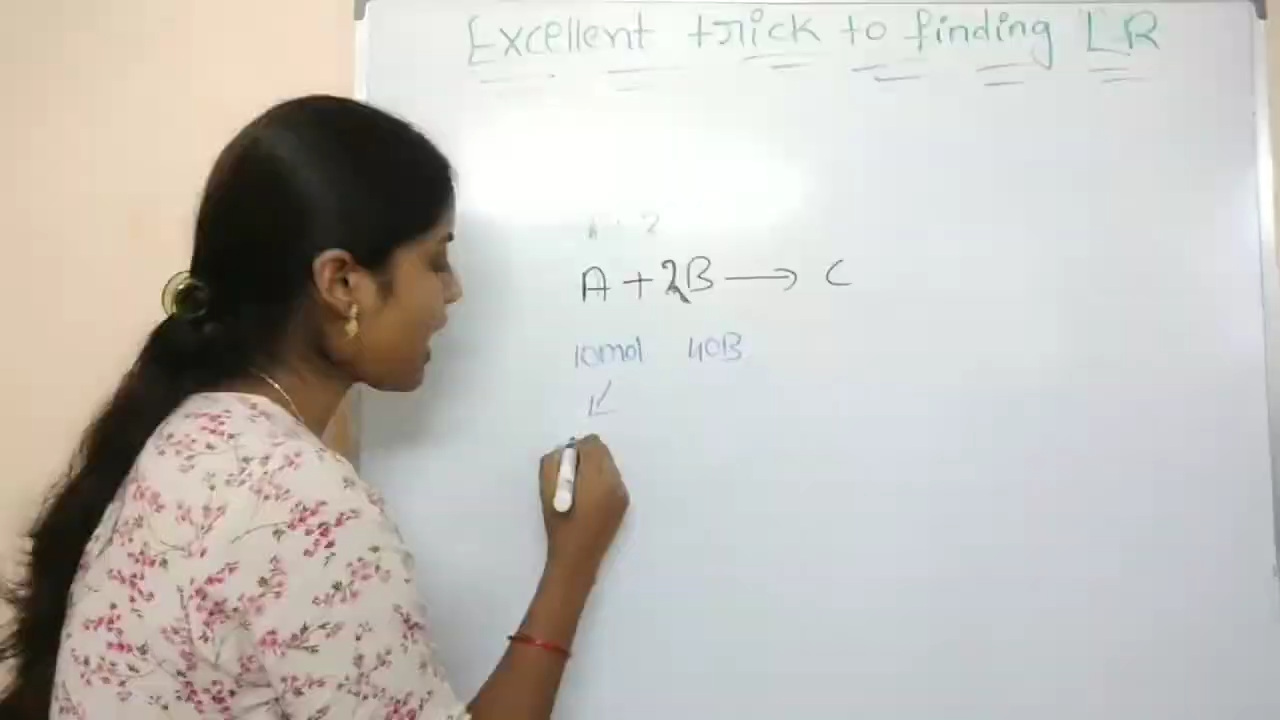 Excellent trick to finding LR
A + 2B → C
10mol 40B